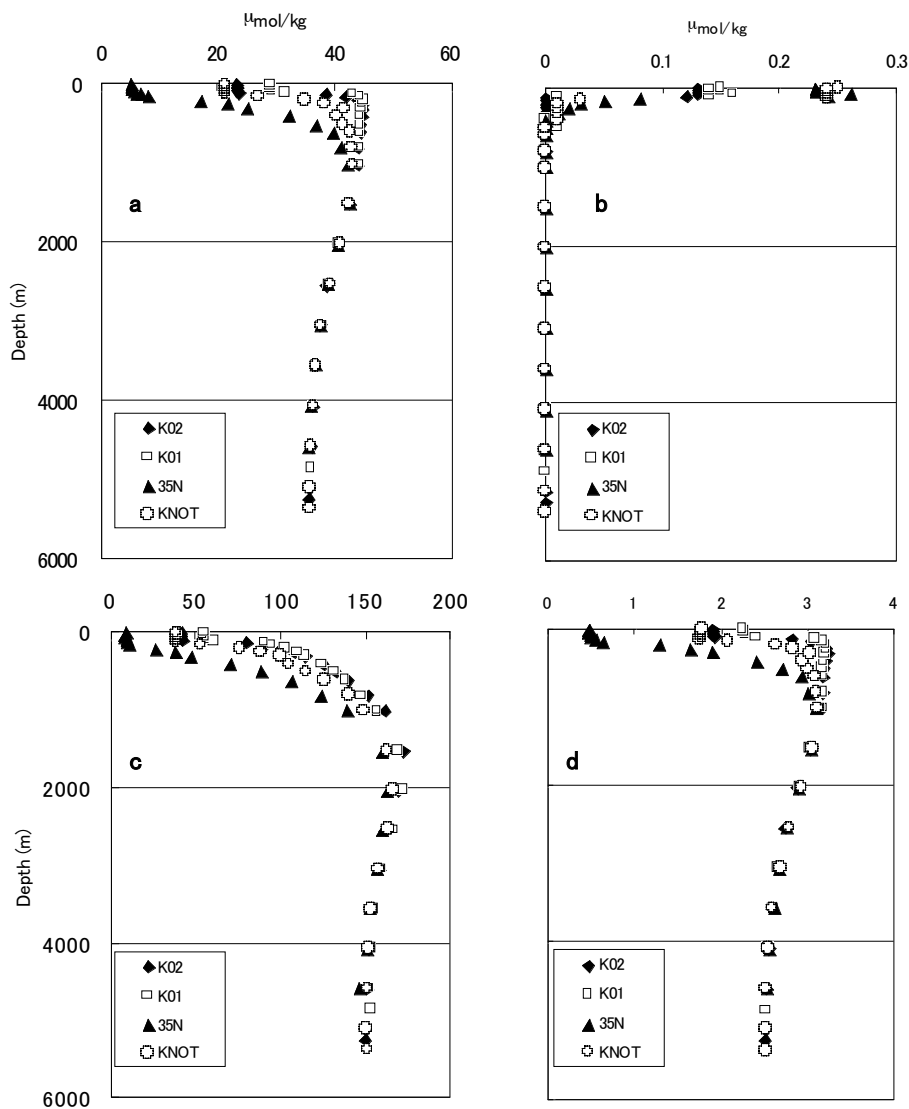 μmol/kg
μmol/kg
0 20 40 60
0 0.1 0.2 0.3
0
2000
4000
6000
Depth (m)
a
b
K02
K01
35N
KNOT
K02
K01
35N
KNOT
0 50 100 150 200
0 1 2 3 4
0
2000
4000
6000
Depth (m)
c
d
K02
K01
35N
KNOT
K02
K01
35N
KNOT